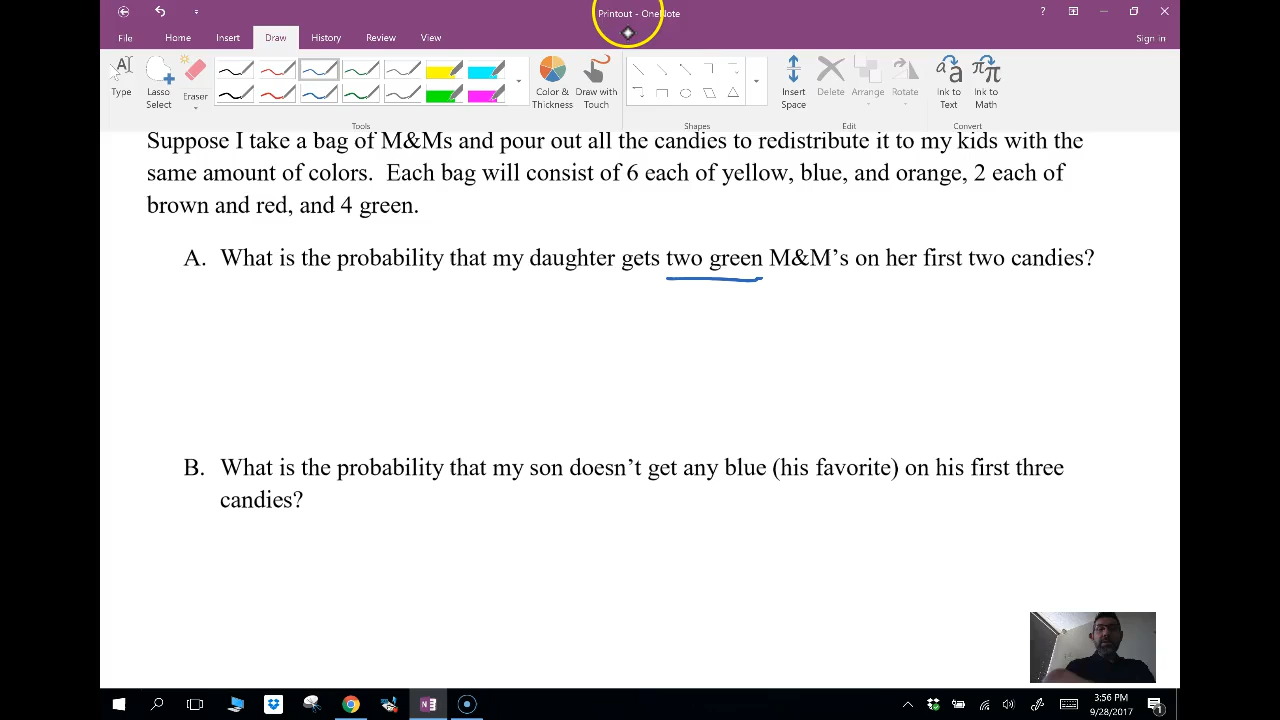 Printout - OneNote
?
Sign in
File Home Insert Draw History Review View
Type
Lasso Select
Eraser
Color & Thickness
Draw with Touch
Insert Space
Delete
Arrange
Rotate
Ink to Text
Ink to Math
Tools Shapes Edit Convert
Suppose I take a bag of M&Ms and pour out all the candies to redistribute it to my kids with the
same amount of colors. Each bag will consist of 6 each of yellow, blue, and orange, 2 each of
brown and red, and 4 green.
A. What is the probability that my daughter gets two green M&M’s on her first two candies?
B. What is the probability that my son doesn’t get any blue (his favorite) on his first three
candies?
3:56 PM
9/28/2017